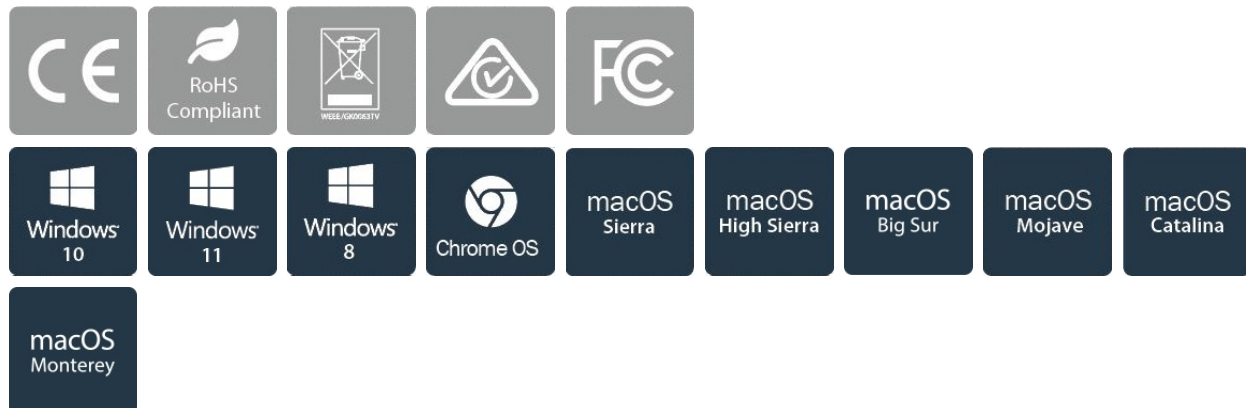 CE
RoHS
Compliant
WEEE/GK0063TV
FC
Windows
10
Windows
11
Windows
8
Chrome OS
macOS
Sierra
macOS
High Sierra
macOS
Big Sur
macOS
Mojave
macOS
Catalina
macOS
Monterey